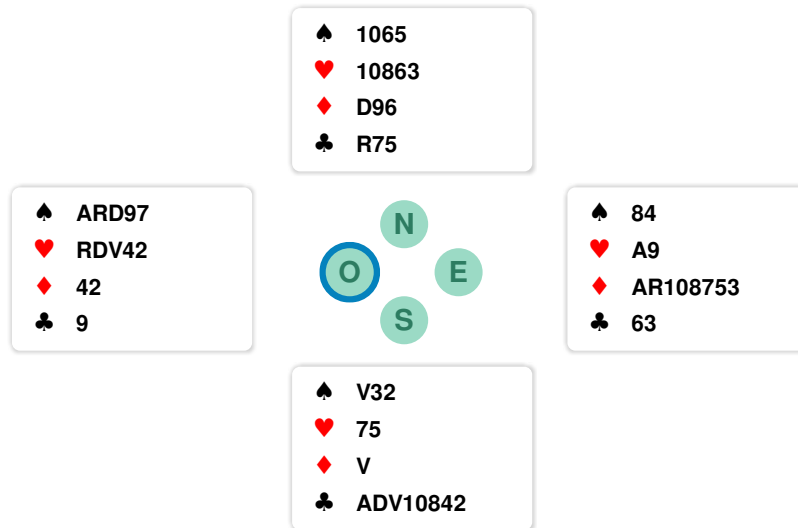 ♠ 1065
♥ 10863
♦ D96
♣ R75
♠ ARD97
♥ RDV42
♦ 42
♣ 9
N
O E
S
♠ 84
♥ A9
♦ AR108753
♣ 63
♠ V32
♥ 75
♦ V
♣ ADV10842